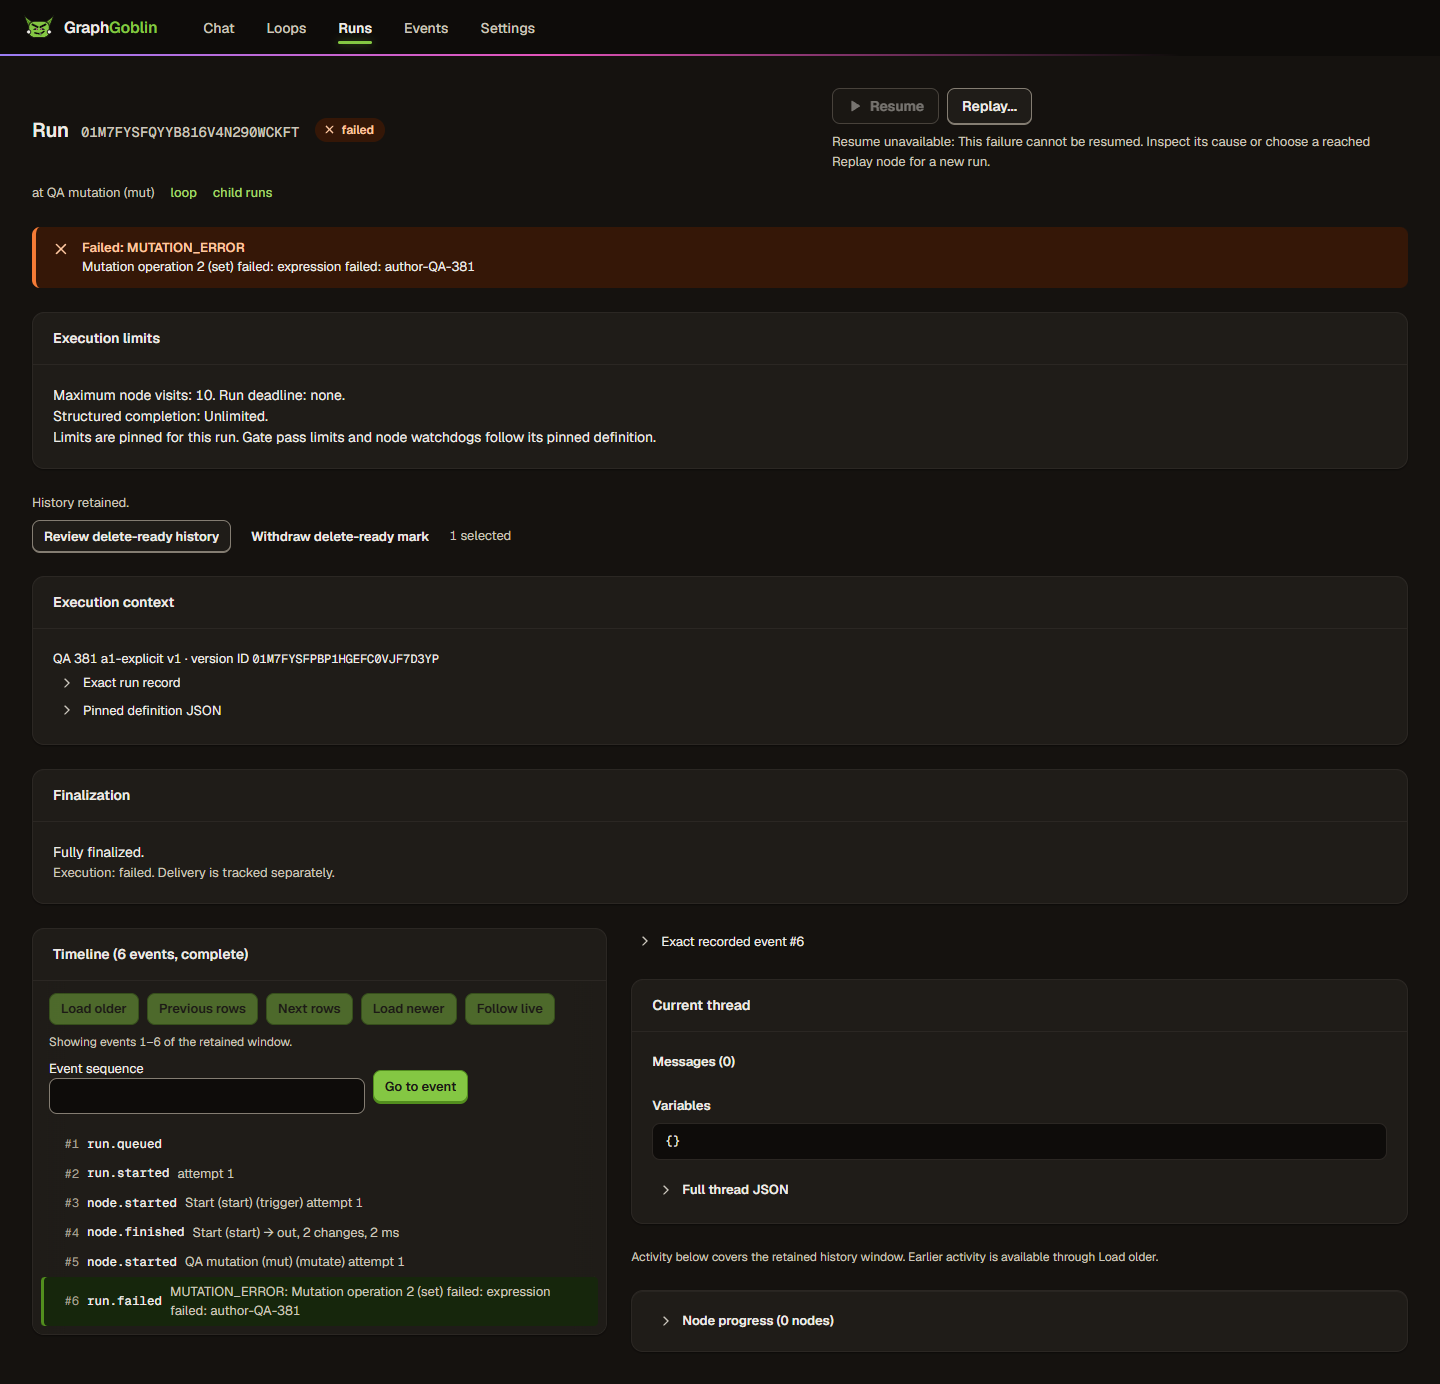 GraphGoblin
Chat
Loops
Runs
Events
Settings
Run 01M7FYSFQYYB816V4N290WCKFT
failed
Resume
Replay...
Resume unavailable: This failure cannot be resumed. Inspect its cause or choose a reached
Replay node for a new run.
at QA mutation (mut) loop child runs
Failed: MUTATION_ERROR
Mutation operation 2 (set) failed: expression failed: author-QA-381
Execution limits
Maximum node visits: 10. Run deadline: none.
Structured completion: Unlimited.
Limits are pinned for this run. Gate pass limits and node watchdogs follow its pinned definition.
History retained.
Review delete-ready history
Withdraw delete-ready mark
1 selected
Execution context
QA 381 a1-explicit v1 · version ID 01M7FYSFPBP1HGEFC0VJF7D3YP
Exact run record
Pinned definition JSON
Finalization
Fully finalized.
Execution: failed. Delivery is tracked separately.
Timeline (6 events, complete)
Load older
Previous rows
Next rows
Load newer
Follow live
Showing events 1–6 of the retained window.
Event sequence
Go to event
#1 run.queued
#2 run.started attempt 1
#3 node.started Start (start) (trigger) attempt 1
#4 node.finished Start (start) → out, 2 changes, 2 ms
#5 node.started QA mutation (mut) (mutate) attempt 1
#6 run.failed MUTATION_ERROR: Mutation operation 2 (set) failed: expression
failed: author-QA-381
Exact recorded event #6
Current thread
Messages (0)
Variables
{}
Full thread JSON
Activity below covers the retained history window. Earlier activity is available through Load older.
Node progress (0 nodes)